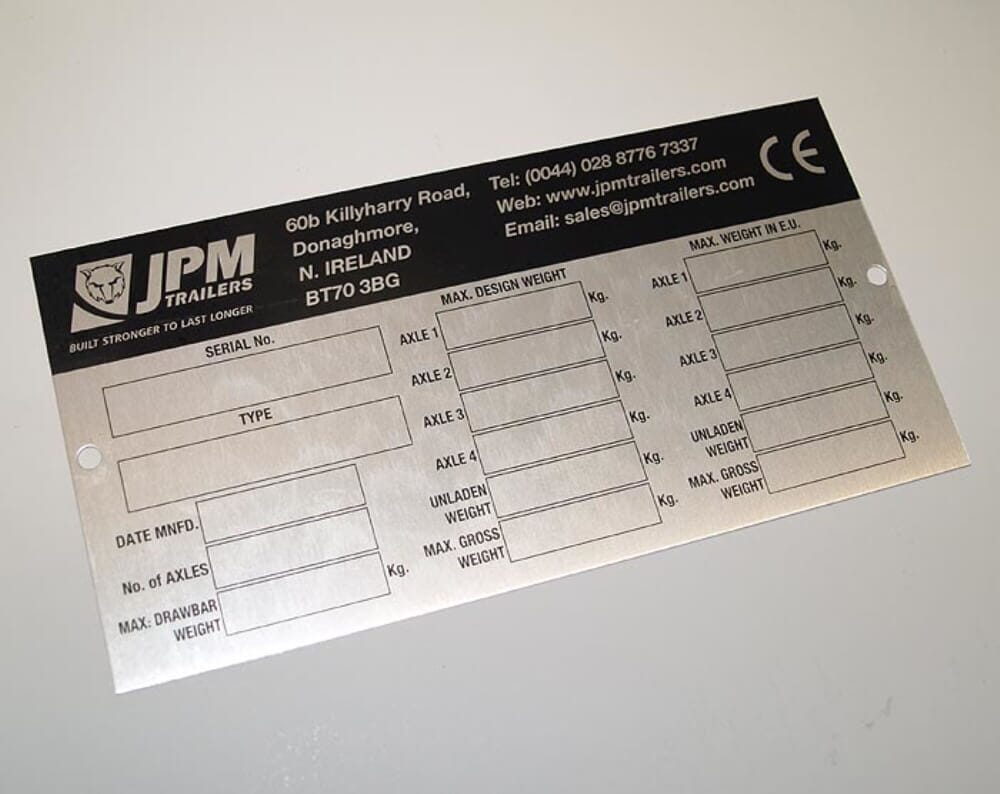 JPM
TRAILERS
BUILT STRONGER TO LAST LONGER
60b Killyharry Road,
Donaghmore,
N. IRELAND
BT70 3BG
Tel: (0044) 028 8776 7337
Web: www.jpmtrailers.com
Email: sales@jpmtrailers.com
CE
SERIAL No.
TYPE
DATE MNFD.
No. of AXLES
MAX: DRAWBAR
WEIGHT
Kg.
MAX. DESIGN WEIGHT
AXLE 1
Kg.
AXLE 2
Kg.
AXLE 3
Kg.
AXLE 4
Kg.
UNLADEN
WEIGHT
Kg.
MAX. GROSS
WEIGHT
Kg.
MAX. WEIGHT IN E.U.
AXLE 1
Kg.
AXLE 2
Kg.
AXLE 3
Kg.
AXLE 4
Kg.
UNLADEN
WEIGHT
Kg.
MAX. GROSS
WEIGHT
Kg.